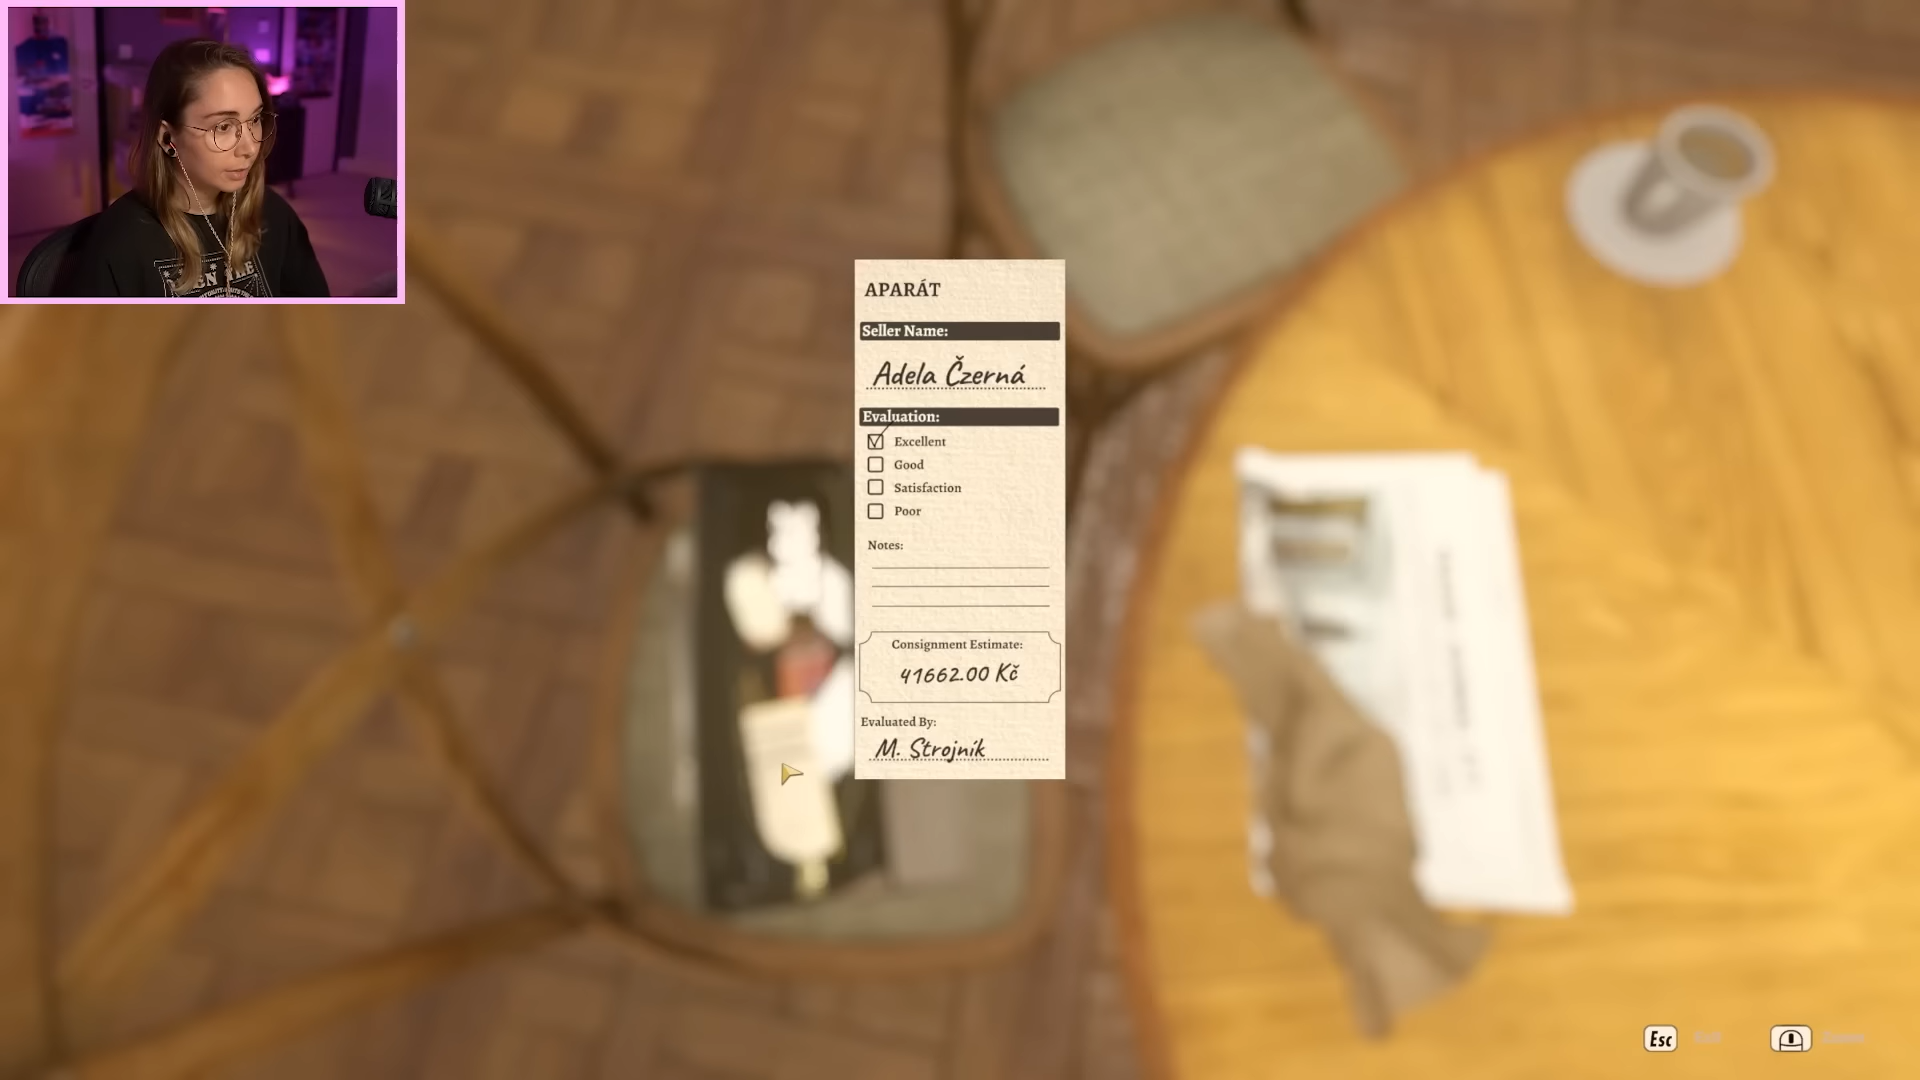 APARÁT
Seller Name:
Adela Čzerná
Evaluation:
Excellent
Good
Satisfaction
Poor
Notes:
Consignment Estimate:
41662.00 Kč
Evaluated By:
M. Strojník
Esc